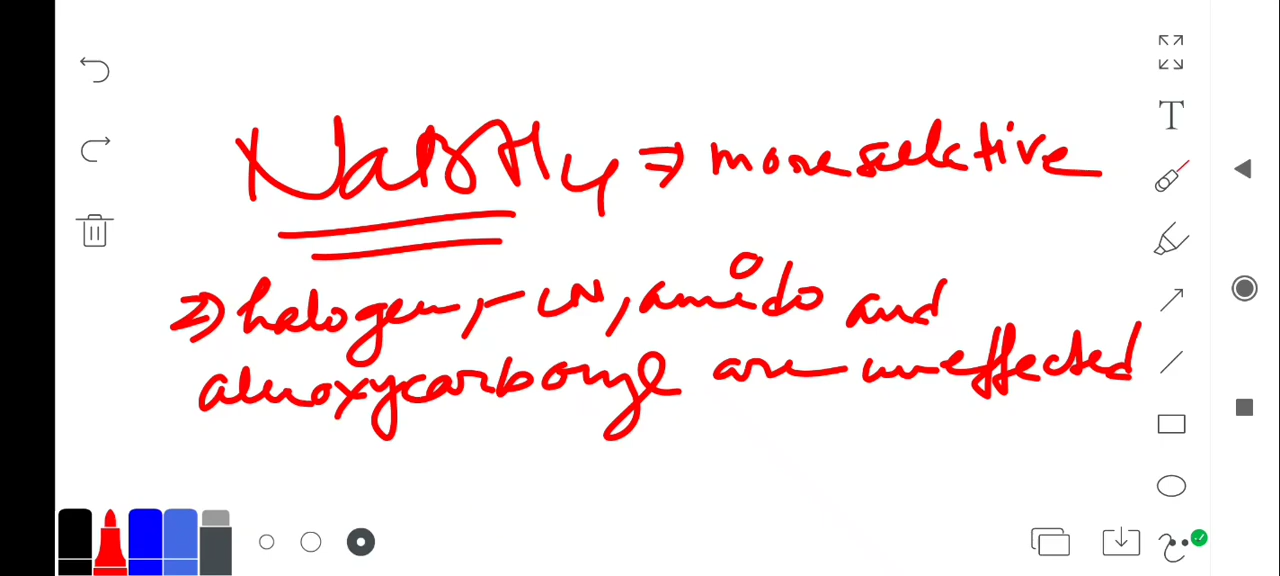 NaBH4 ⇒ more selective
⇒ halogen, -CN, amido and
alkoxycarbonyl are uneffected
T